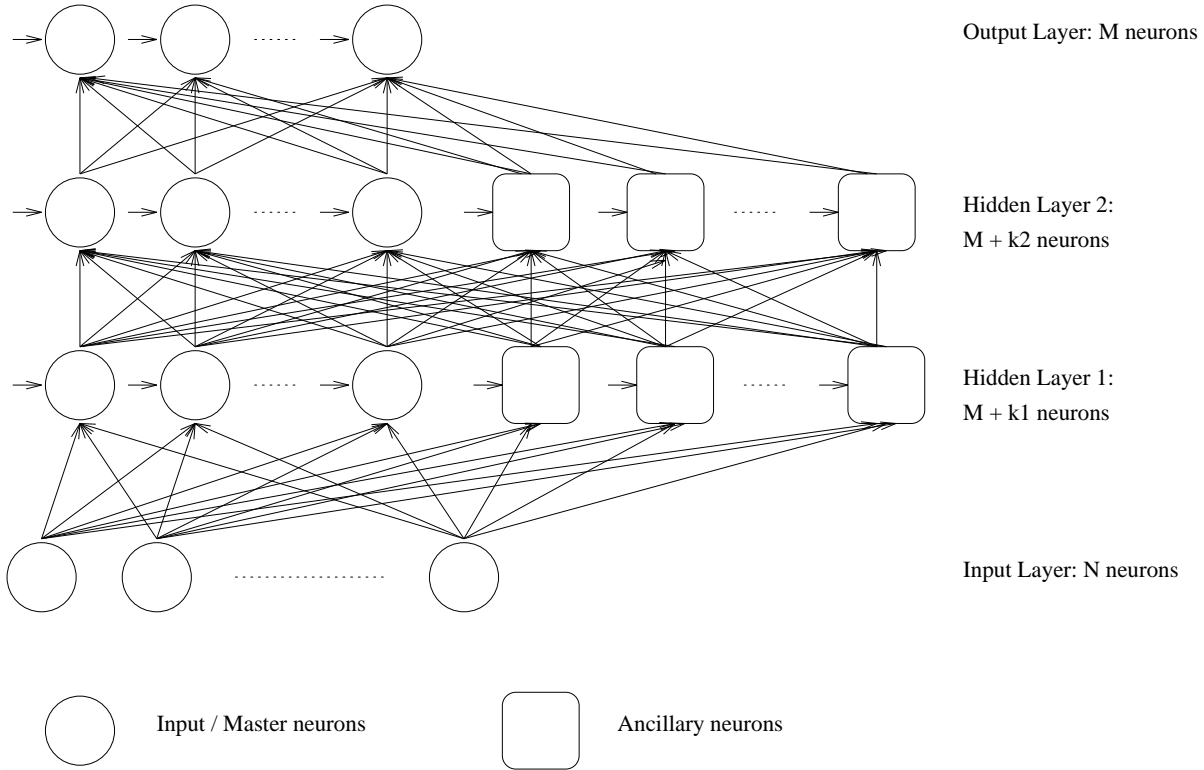 Output Layer: M neurons
Hidden Layer 2:
M + k2 neurons
Hidden Layer 1:
M + k1 neurons
Input Layer: N neurons
Input / Master neurons
Ancillary neurons